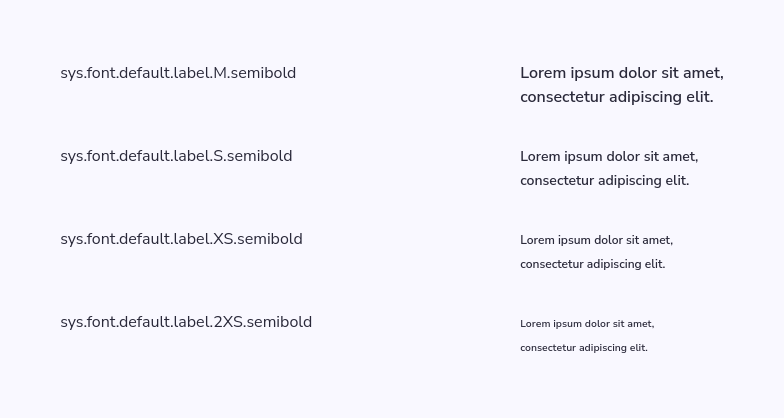 sys.font.default.label.M.semibold
Lorem ipsum dolor sit amet,
consectetur adipiscing elit.
sys.font.default.label.S.semibold
Lorem ipsum dolor sit amet,
consectetur adipiscing elit.
sys.font.default.label.XS.semibold
Lorem ipsum dolor sit amet,
consectetur adipiscing elit.
sys.font.default.label.2XS.semibold
Lorem ipsum dolor sit amet,
consectetur adipiscing elit.